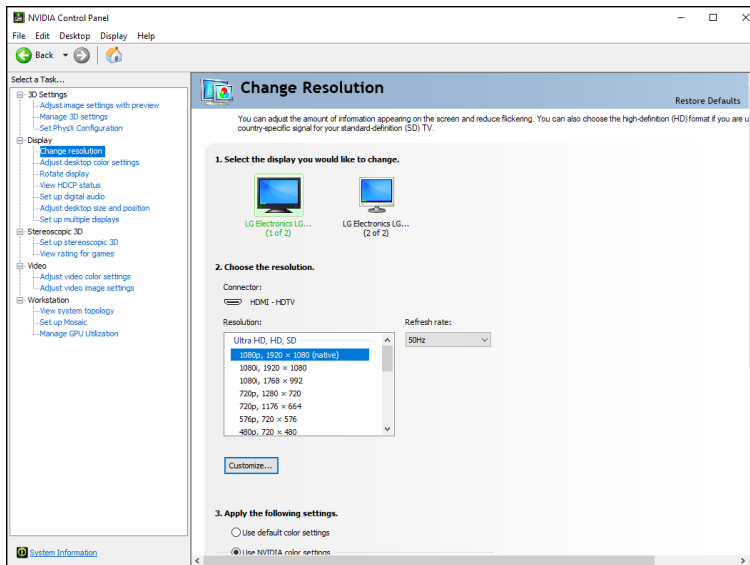 NVIDIA Control Panel
File Edit Desktop Display Help
Back
Select a Task...
3D Settings
Adjust image settings with preview
Manage 3D settings
Set PhysX Configuration
Display
Change resolution
Adjust desktop color settings
Rotate display
View HDCP status
Set up digital audio
Adjust desktop size and position
Set up multiple displays
Stereoscopic 3D
Set up stereoscopic 3D
View rating for games
Video
Adjust video color settings
Adjust video image settings
Workstation
View system topology
Set up Mosaic
Manage GPU Utilization
System Information
Change Resolution
Restore Defaults
You can adjust the amount of information appearing on the screen and reduce flickering. You can also choose the high-definition (HD) format if you are u
country-specific signal for your standard-definition (SD) TV.
1. Select the display you would like to change.
LG Electronics LG...
(1 of 2)
LG Electronics LG...
(2 of 2)
2. Choose the resolution.
Connector:
HDMI - HDTV
Resolution:
Refresh rate:
Ultra HD, HD, SD
50Hz
1080p, 1920 × 1080 (native)
1080i, 1920 × 1080
1080i, 1768 × 992
720p, 1280 × 720
720p, 1176 × 664
576p, 720 × 576
480p, 720 × 480
Customize...
3. Apply the following settings.
Use default color settings
Use NVIDIA color settings